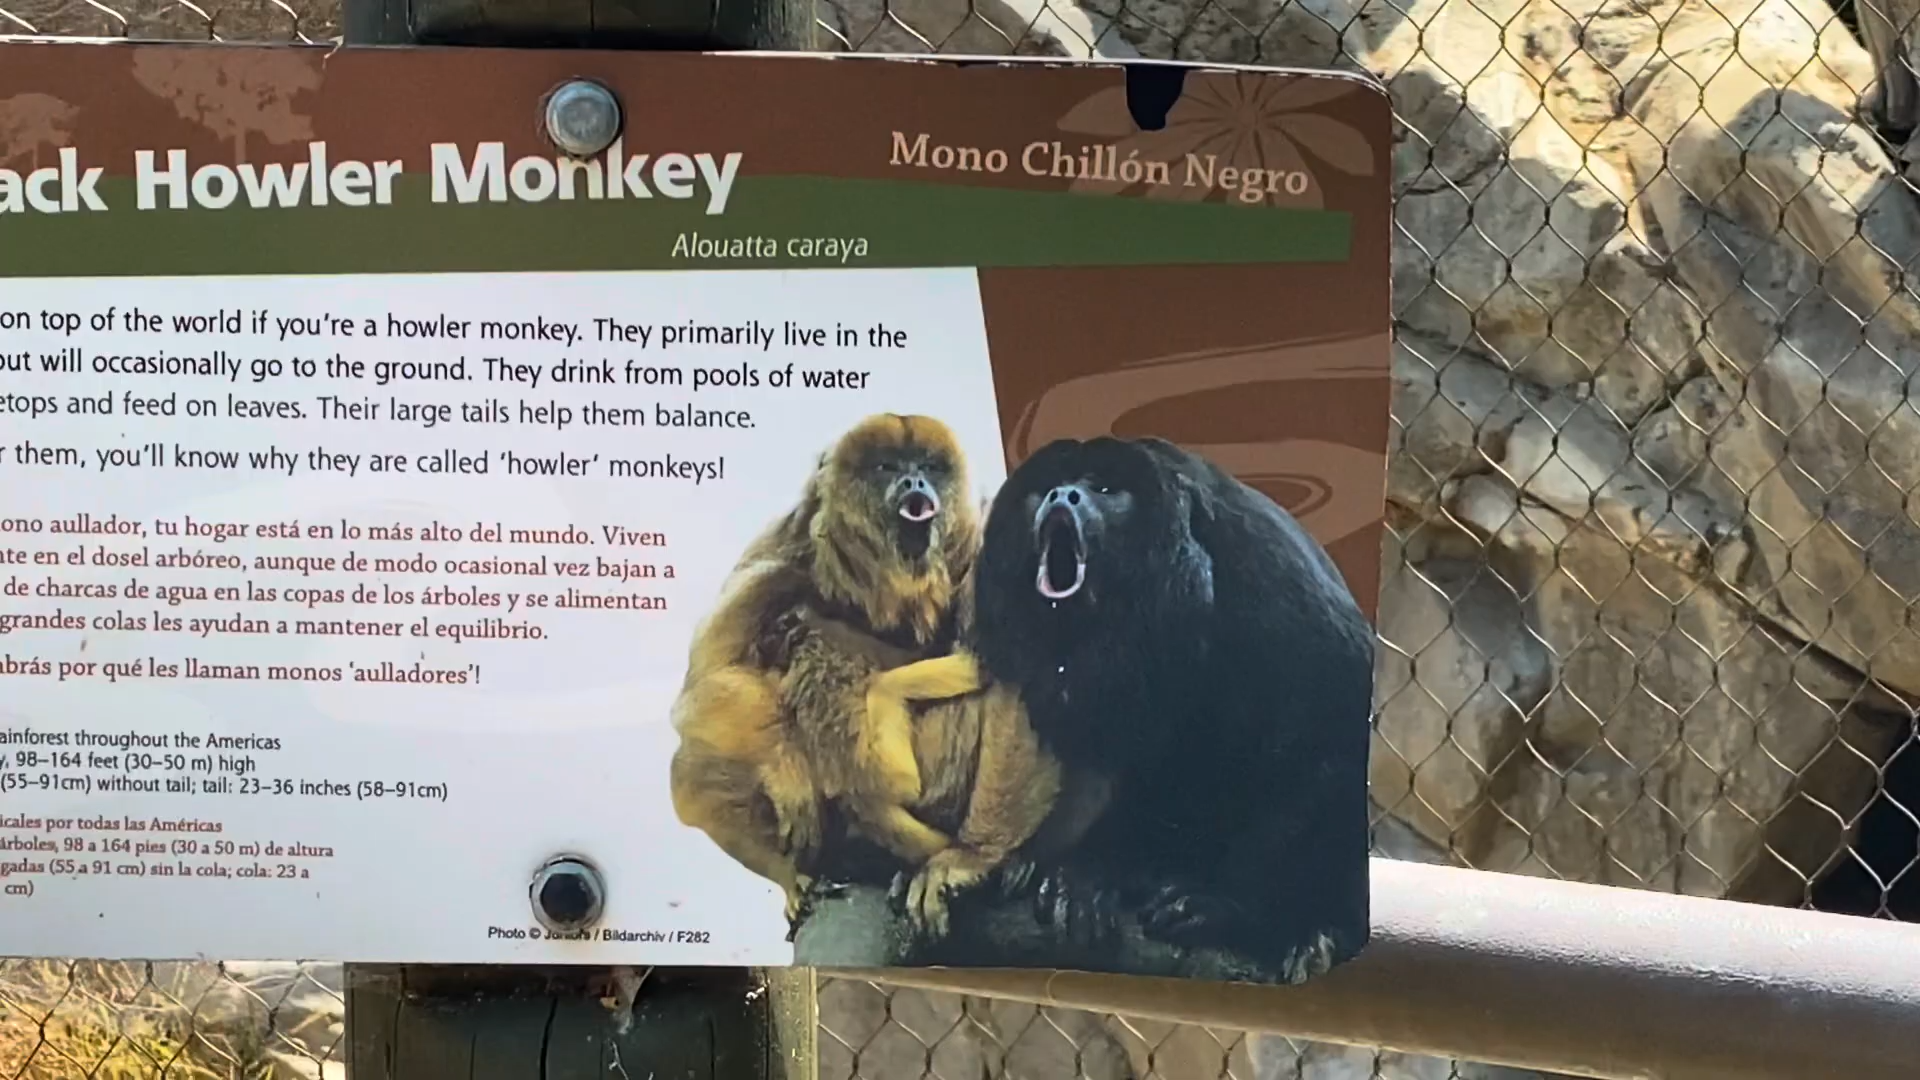 Howler Monkey
Mono Chillón Negro
Alouatta caraya
on top of the world if you're a howler monkey. They primarily live in the
but will occasionally go to the ground. They drink from pools of water
etops and feed on leaves. Their large tails help them balance.
r them, you'll know why they are called 'howler' monkeys!
ono aullador, tu hogar está en lo más alto del mundo. Viven
te en el dosel arbóreo, aunque de modo ocasional vez bajan a
de charcas de agua en las copas de los árboles y se alimentan
grandes colas les ayudan a mantener el equilibrio.
brás por qué les llaman monos 'aulladores'!
ainforest throughout the Americas
y, 98–164 feet (30–50 m) high
(55–91cm) without tail; tail: 23–36 inches (58–91cm)
icales por todas las Américas
árboles, 98 a 164 pies (30 a 50 m) de altura
gadas (55 a 91 cm) sin la cola; cola: 23 a
cm)
Photo © Juniors / Bildarchiv / F282